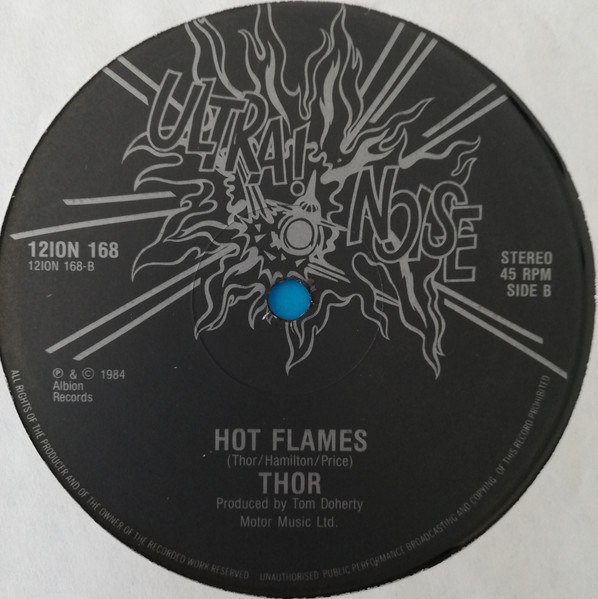 ULTRA!
NOISE
12ION 168
12ION 168-B
STEREO
45 RPM
SIDE B
℗ & © 1984
Albion
Records
HOT FLAMES
(Thor/Hamilton/Price)
THOR
Produced by Tom Doherty
Motor Music Ltd.
ALL RIGHTS OF THE PRODUCER AND OF THE OWNER OF THE RECORDED WORK RESERVED UNAUTHORISED PUBLIC PERFORMANCE BROADCASTING AND COPYING OF THIS RECORD PROHIBITED